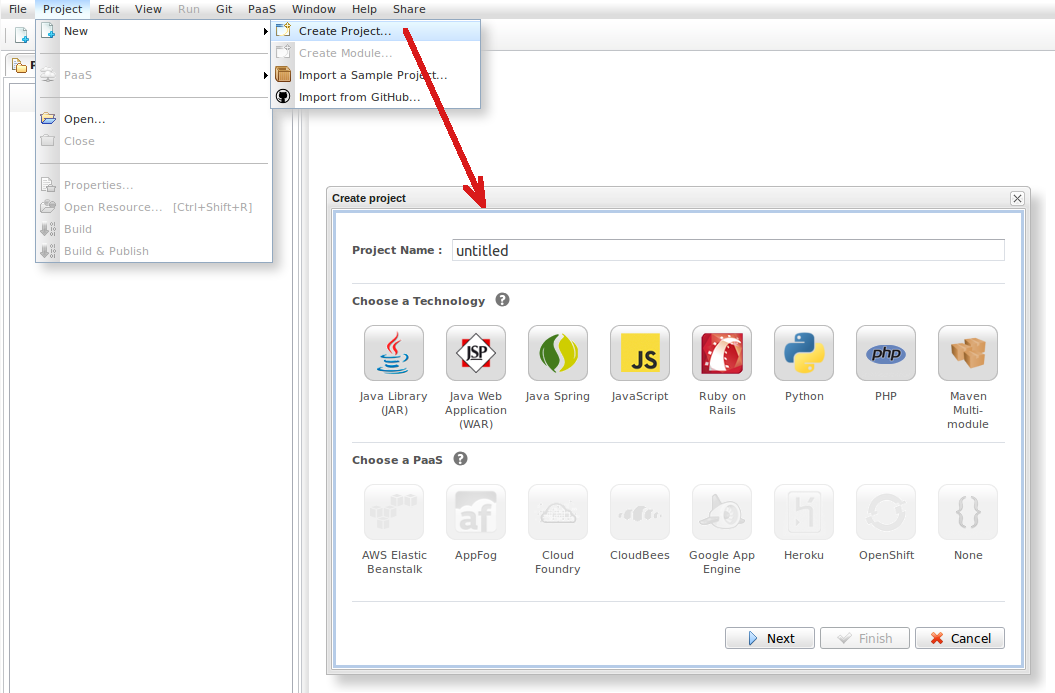 File Project Edit View Run Git PaaS Window Help Share
New
PaaS
Open...
Close
Properties...
Open Resource... [Ctrl+Shift+R]
Build
Build & Publish
Create Project...
Create Module...
Import a Sample Project...
Import from GitHub...
Create project
Project Name : untitled
Choose a Technology ?
JSP
JS
php
Java Library
(JAR)
Java Web
Application
(WAR)
Java Spring
JavaScript
Ruby on
Rails
Python
PHP
Maven
Multi-
module
Choose a PaaS ?
af
{}
AWS Elastic
Beanstalk
AppFog
Cloud
Foundry
CloudBees
Google App
Engine
Heroku
OpenShift
None
Next Finish Cancel